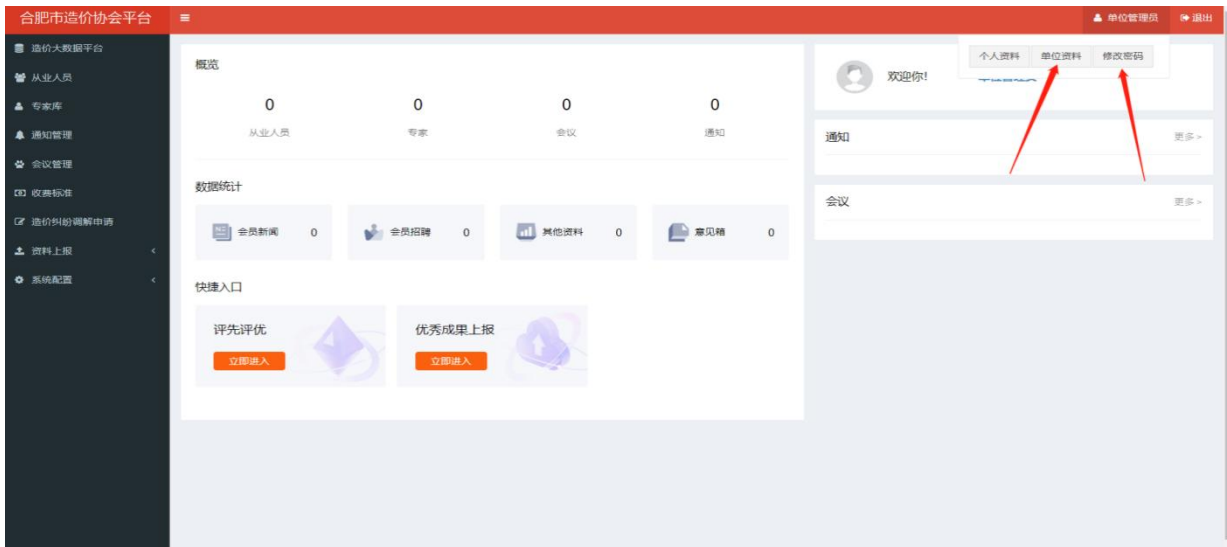 合肥市造价协会平台
单位管理员 退出
造价大数据平台
从业人员
专家库
通知管理
会议管理
收费标准
造价纠纷调解申请
资料上报
系统配置
概览
0 0 0 0
从业人员 专家 会议 通知
数据统计
会员新闻 0 会员招聘 0 其他资料 0 意见稿 0
快捷入口
评先评优 优秀成果上报
立即进入 立即进入
个人资料 单位资料 修改密码
欢迎你!
通知 更多>
会议 更多>